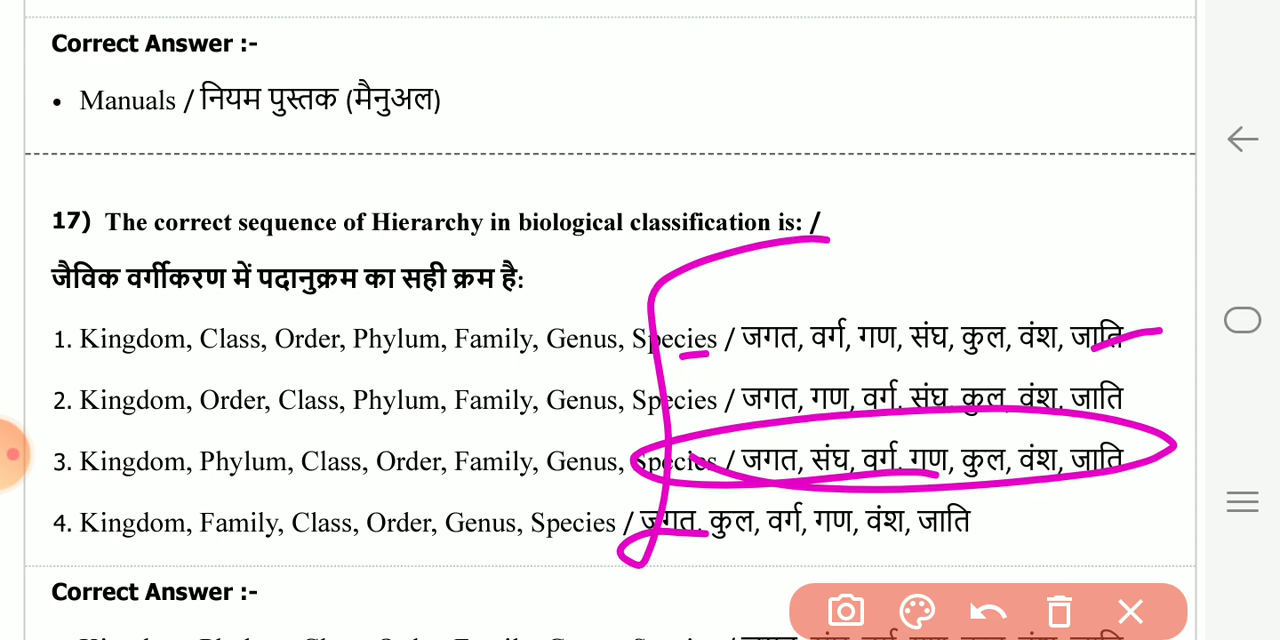 Correct Answer :-
• Manuals / नियम पुस्तक (मैनुअल)
17) The correct sequence of Hierarchy in biological classification is: /
जैविक वर्गीकरण में पदानुक्रम का सही क्रम है:
1. Kingdom, Class, Order, Phylum, Family, Genus, Species / जगत, वर्ग, गण, संघ, कुल, वंश, जाति
2. Kingdom, Order, Class, Phylum, Family, Genus, Species / जगत, गण, वर्ग, संघ, कुल, वंश, जाति
3. Kingdom, Phylum, Class, Order, Family, Genus, Species / जगत, संघ, वर्ग, गण, कुल, वंश, जाति
4. Kingdom, Family, Class, Order, Genus, Species / जगत, कुल, वर्ग, गण, वंश, जाति
Correct Answer :-